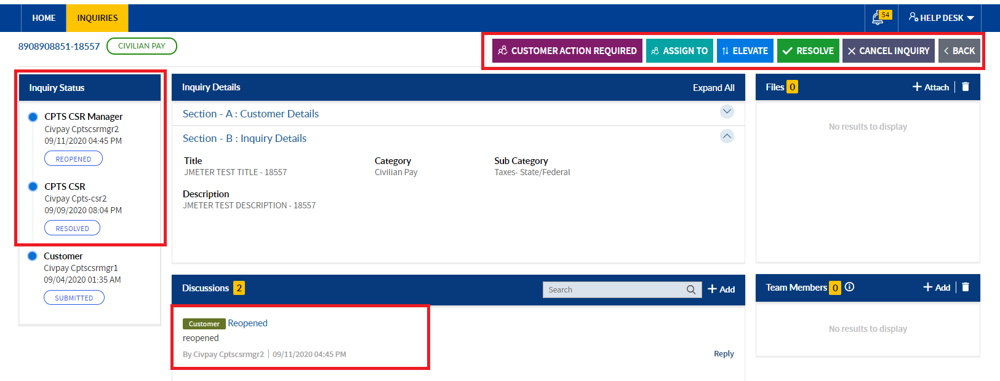 HOME INQUIRIES 54 HELP DESK
8908908851-18557 CIVILIAN PAY CUSTOMER ACTION REQUIRED ASSIGN TO ELEVATE RESOLVE CANCEL INQUIRY BACK
Inquiry Status
CPTS CSR Manager
Civpay Cptscsrmgr2
09/11/2020 04:45 PM
REOPENED
CPTS CSR
Civpay Cpts-csr2
09/09/2020 08:04 PM
RESOLVED
Customer
Civpay Cptscsrmgr1
09/04/2020 01:35 AM
SUBMITTED
Inquiry Details Expand All
Section - A : Customer Details
Section - B : Inquiry Details
Title Category Sub Category
JMETER TEST TITLE - 18557 Civilian Pay Taxes- State/Federal
Description
JMETER TEST DESCRIPTION - 18557
Discussions 2 Search + Add
Customer Reopened
reopened
By Civpay Cptscsrmgr2 | 09/11/2020 04:45 PM
Reply
Files 0 + Attach
No results to display
Team Members 0 + Add
No results to display